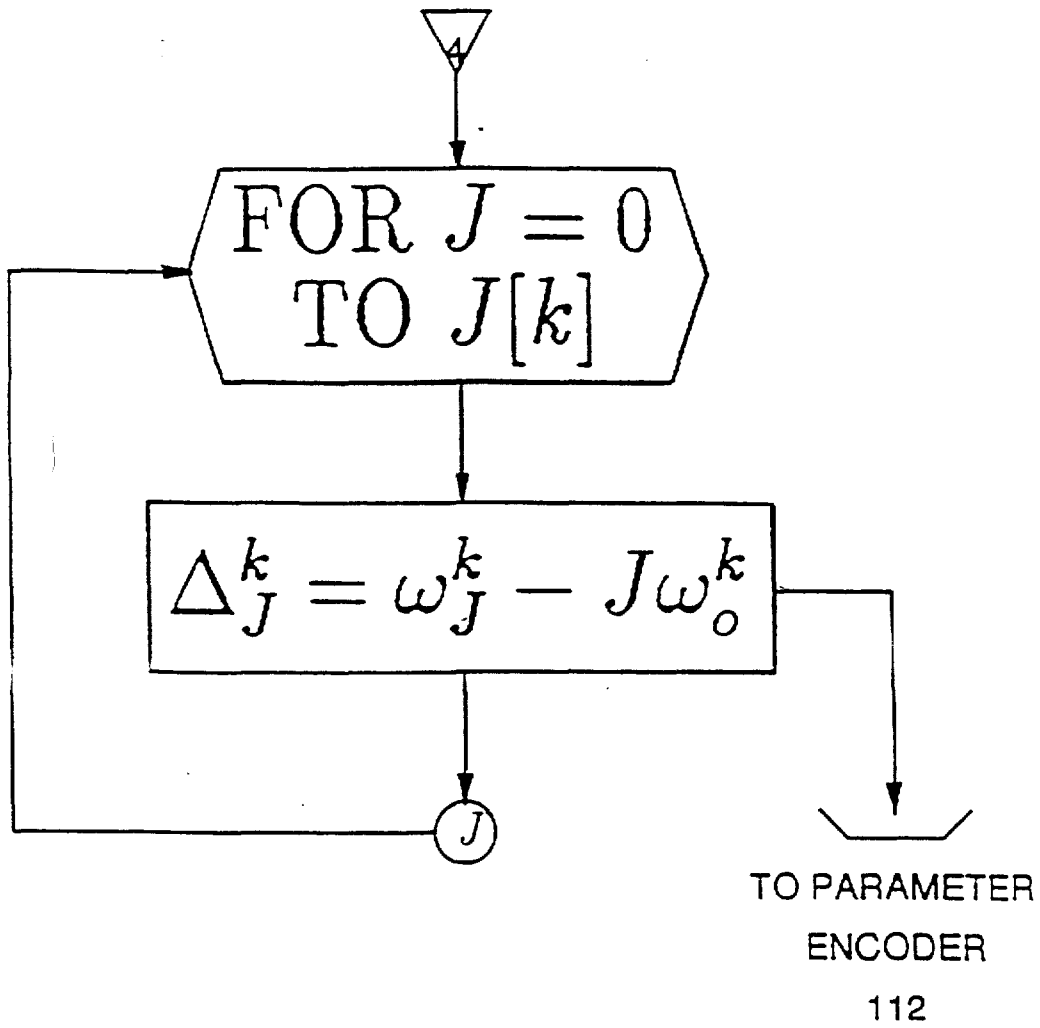 4
FOR J = 0
TO J[k]
Δ_J^k = ω_J^k − Jω_o^k
J
TO PARAMETER
ENCODER
112